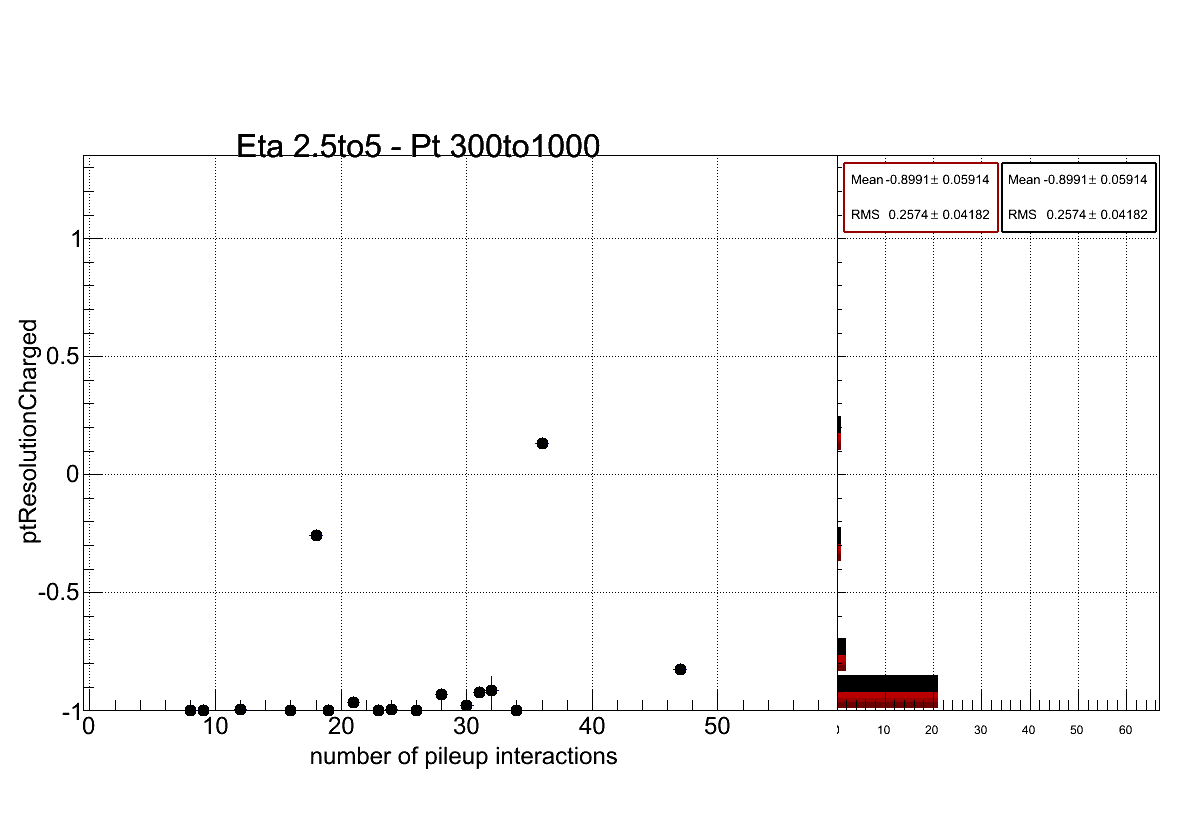 Eta 2.5to5 - Pt 300to1000
Mean -0.8991 ± 0.05914
RMS 0.2574 ± 0.04182
Mean -0.8991 ± 0.05914
RMS 0.2574 ± 0.04182
ptResolutionCharged
1
0.5
0
-0.5
-1
0 10 20 30 40 50
10 20 30 40 50 60
number of pileup interactions